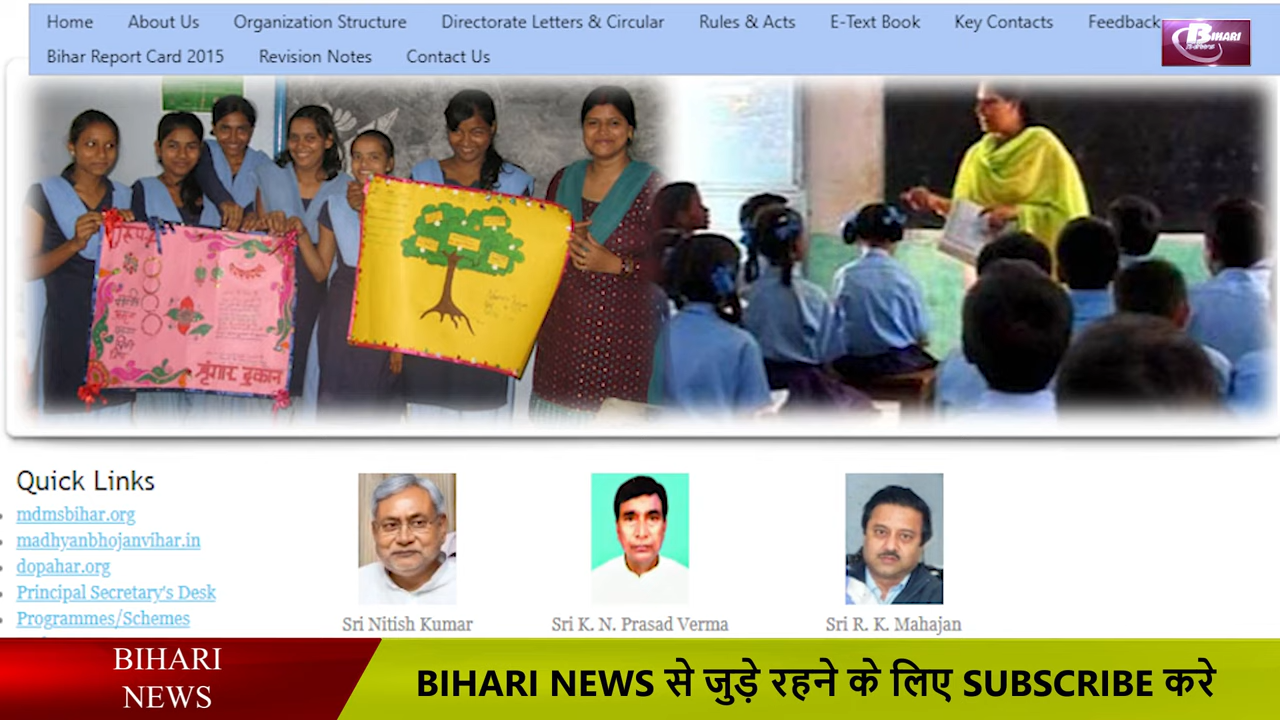 Home About Us Organization Structure Directorate Letters & Circular Rules & Acts E-Text Book Key Contacts Feedback
Bihar Report Card 2015 Revision Notes Contact Us
BIHARI
श्रृंगार दुकान
Quick Links
mdmsbihar.org
madhyanbhojanvihar.in
dopahar.org
Principal Secretary's Desk
Programmes/Schemes
Sri Nitish Kumar
Sri K. N. Prasad Verma
Sri R. K. Mahajan
BIHARI
NEWS
BIHARI NEWS से जुड़े रहने के लिए SUBSCRIBE करे